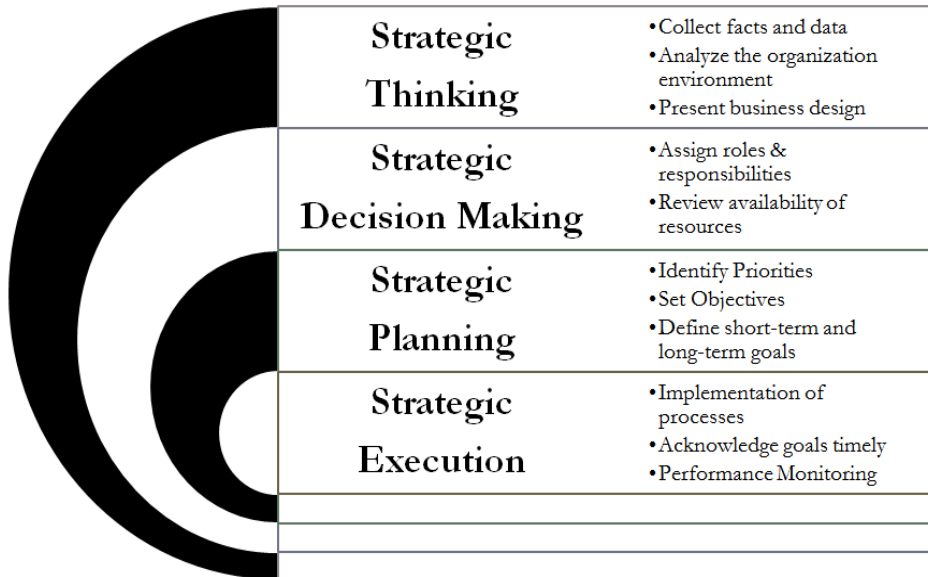 Strategic
Thinking
•Collect facts and data
•Analyze the organization
environment
•Present business design
Strategic
Decision Making
•Assign roles &
responsibilities
•Review availability of
resources
Strategic
Planning
•Identify Priorities
•Set Objectives
•Define short-term and
long-term goals
Strategic
Execution
•Implementation of
processes
•Acknowledge goals timely
•Performance Monitoring